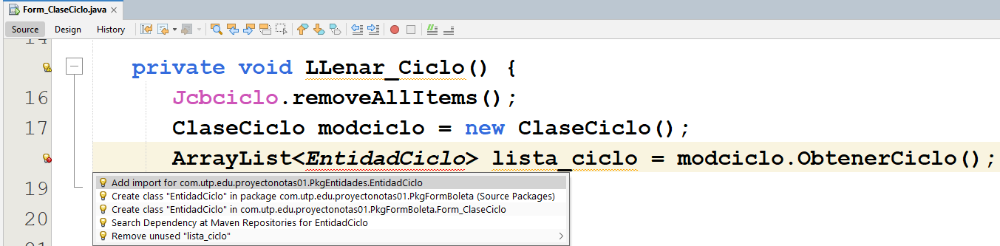 Form_ClaseCiclo.java ×
Source Design History
14
private void LLenar_Ciclo() {
16 Jcbciclo.removeAllItems();
17 ClaseCiclo modciclo = new ClaseCiclo();
ArrayList<EntidadCiclo> lista_ciclo = modciclo.ObtenerCiclo();
19
Add import for com.utp.edu.proyectonotas01.PkgEntidades.EntidadCiclo
Create class "EntidadCiclo" in package com.utp.edu.proyectonotas01.PkgFormBoleta (Source Packages)
Create class "EntidadCiclo" in com.utp.edu.proyectonotas01.PkgFormBoleta.Form_ClaseCiclo
20
Search Dependency at Maven Repositories for EntidadCiclo
Remove unused "lista_ciclo"
21